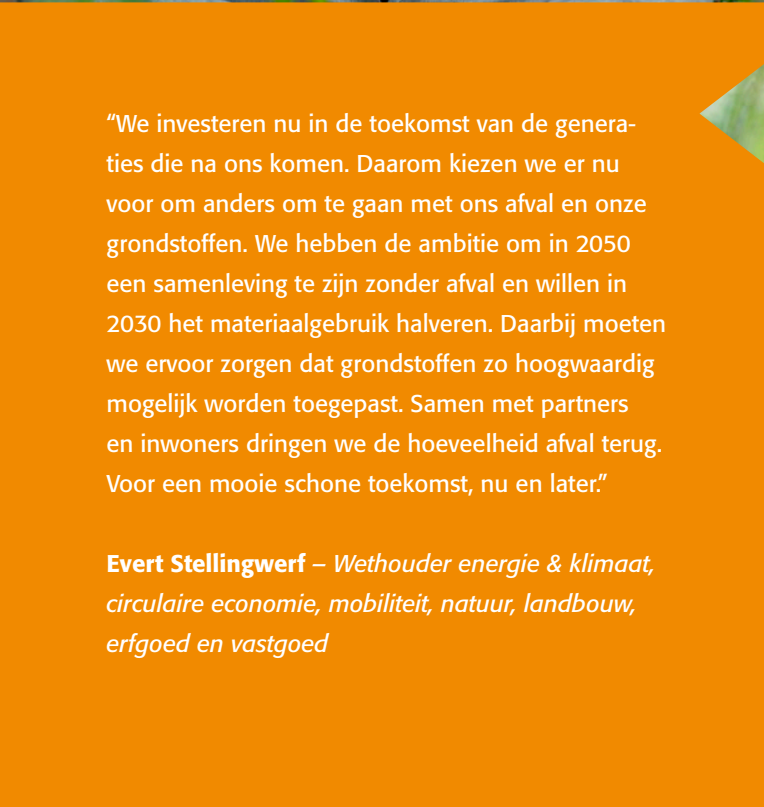 “We investeren nu in de toekomst van de genera-
ties die na ons komen. Daarom kiezen we er nu
voor om anders om te gaan met ons afval en onze
grondstoffen. We hebben de ambitie om in 2050
een samenleving te zijn zonder afval en willen in
2030 het materiaalgebruik halveren. Daarbij moeten
we ervoor zorgen dat grondstoffen zo hoogwaardig
mogelijk worden toegepast. Samen met partners
en inwoners dringen we de hoeveelheid afval terug.
Voor een mooie schone toekomst, nu en later.”
Evert Stellingwerf – Wethouder energie & klimaat,
circulaire economie, mobiliteit, natuur, landbouw,
erfgoed en vastgoed